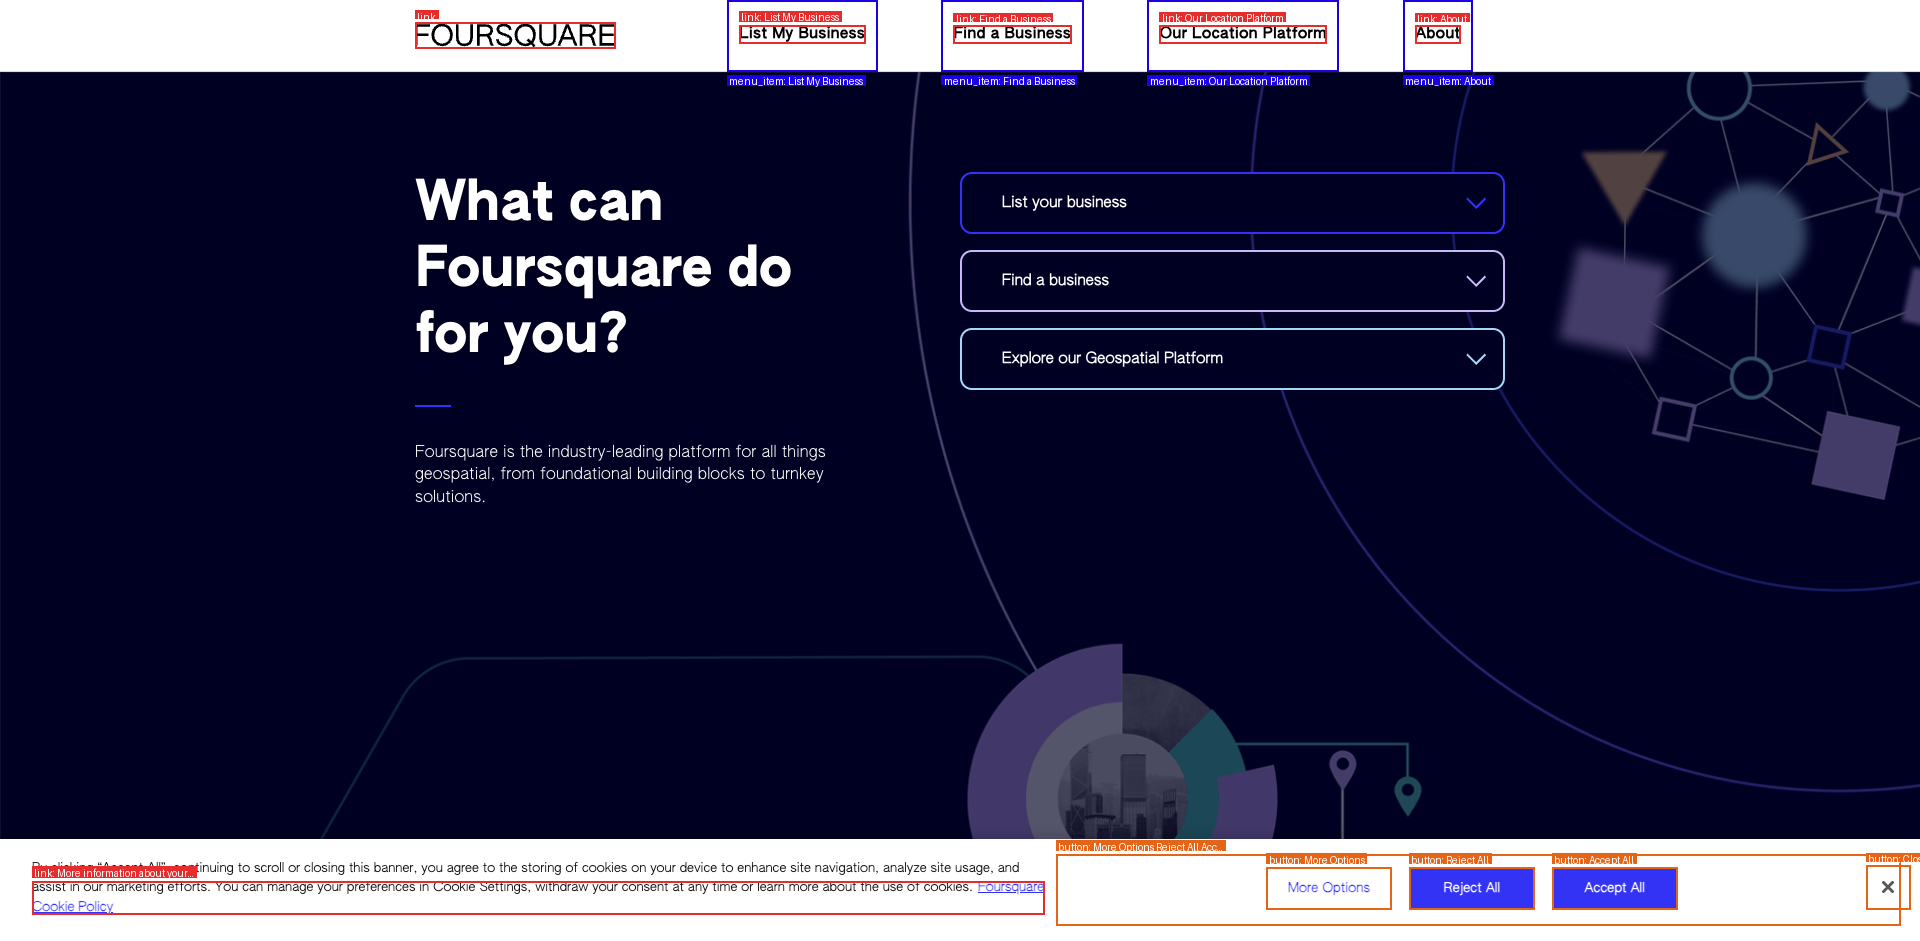 link
FOURSQUARE
link: List My Business
List My Business
menu_item: List My Business
link: Find a Business
Find a Business
menu_item: Find a Business
link: Our Location Platform
Our Location Platform
menu_item: Our Location Platform
link: About
About
menu_item: About
What can
Foursquare do
for you?
Foursquare is the industry-leading platform for all things
geospatial, from foundational building blocks to turnkey
solutions.
List your business
Find a business
Explore our Geospatial Platform
By clicking “Accept All”, continuing to scroll or closing this banner, you agree to the storing of cookies on your device to enhance site navigation, analyze site usage, and
link: More information about your...
assist in our marketing efforts. You can manage your preferences in Cookie Settings, withdraw your consent at any time or learn more about the use of cookies. Foursquare
Cookie Policy
button: More Options Reject All Acc...
button: More Options
More Options
button: Reject All
Reject All
button: Accept All
Accept All
button: Clos